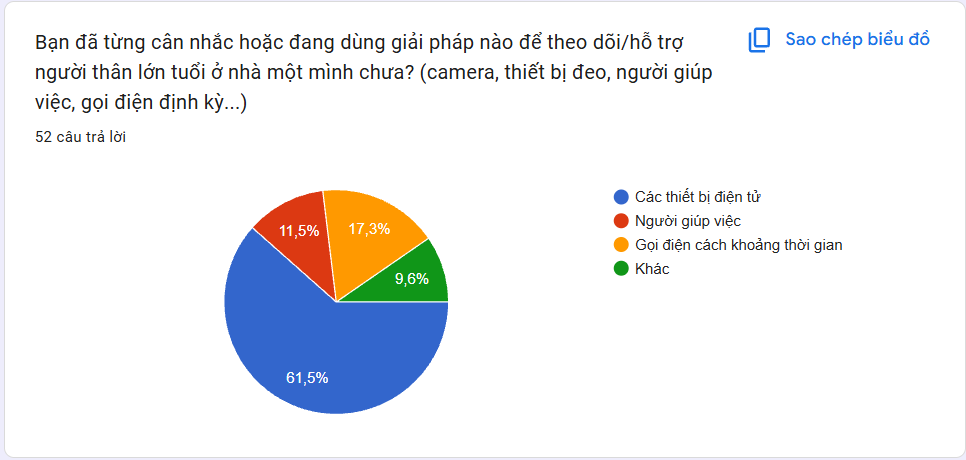 Bạn đã từng cân nhắc hoặc đang dùng giải pháp nào để theo dõi/hỗ trợ
người thân lớn tuổi ở nhà một mình chưa? (camera, thiết bị đeo, người giúp
việc, gọi điện định kỳ...)
Sao chép biểu đồ
52 câu trả lời
Các thiết bị điện tử
Người giúp việc
Gọi điện cách khoảng thời gian
Khác
11,5%
17,3%
9,6%
61,5%